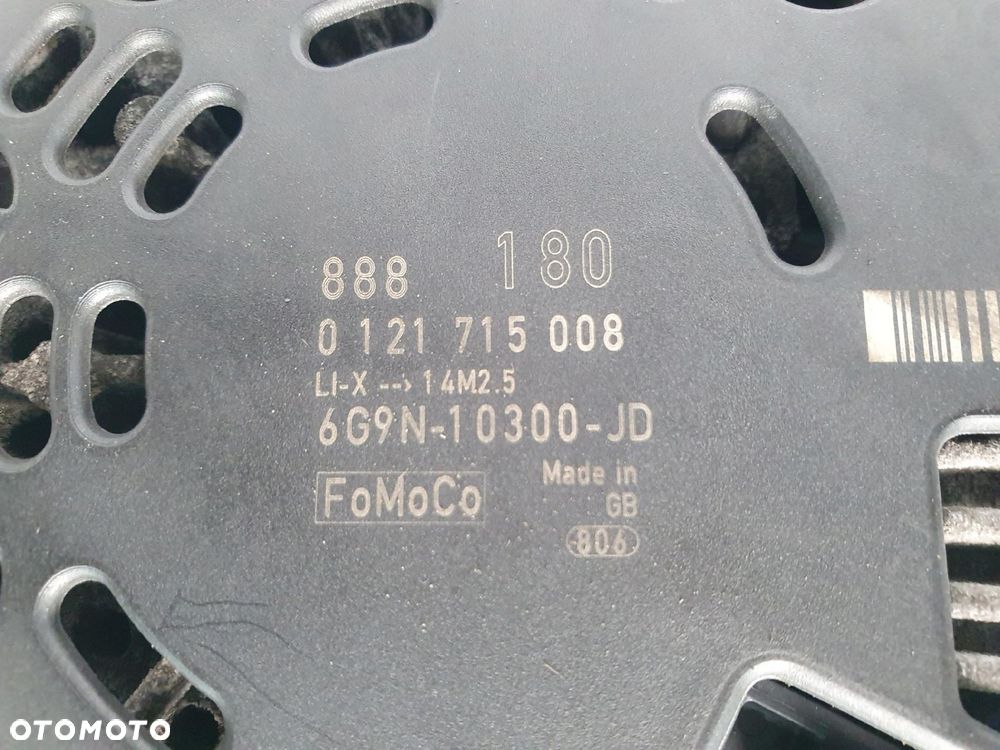 888 180
0 121 715 008
LI-X --> 14M2.5
6G9N-10300-JD
FoMoCo
Made in
GB
806
OTOMOTO